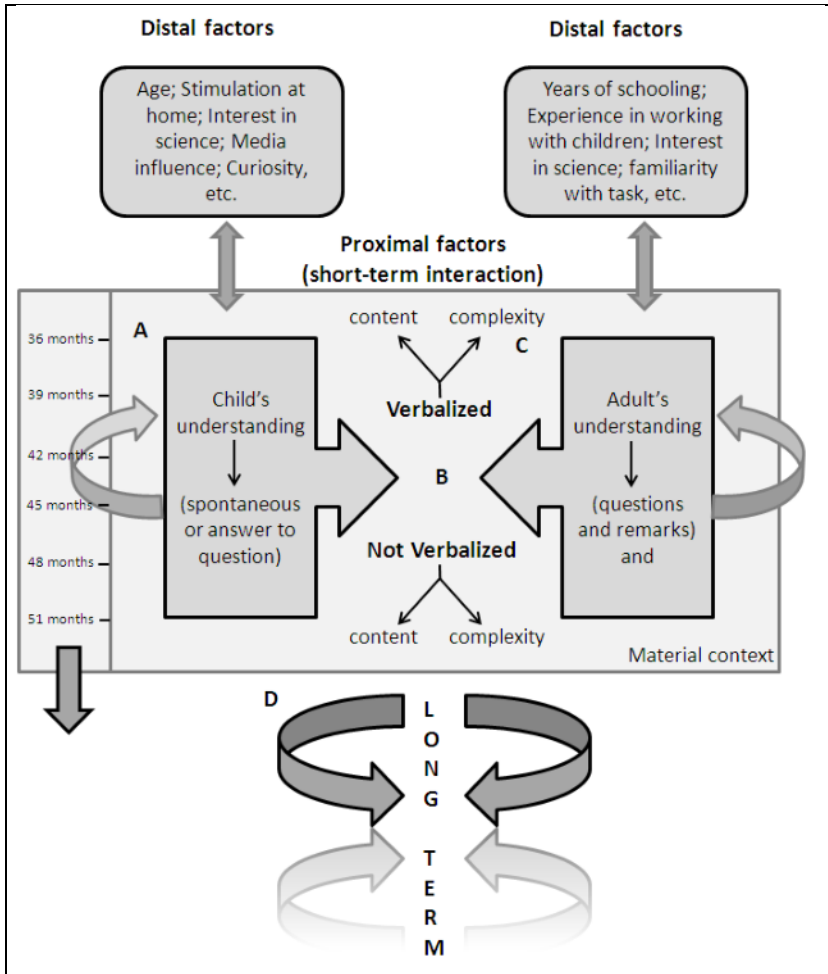 Distal factors
Age; Stimulation at
home; Interest in
science; Media
influence; Curiosity,
etc.
Distal factors
Years of schooling;
Experience in working
with children; Interest
in science; familiarity
with task, etc.
Proximal factors
(short-term interaction)
36 months
39 months
42 months
45 months
48 months
51 months
A
Child's
understanding
(spontaneous
or answer to
question)
content complexity
Verbalized
B
Not Verbalized
content complexity
C
Adult's
understanding
(questions
and remarks)
and
Material context
D
L
O
N
G
T
E
R
M